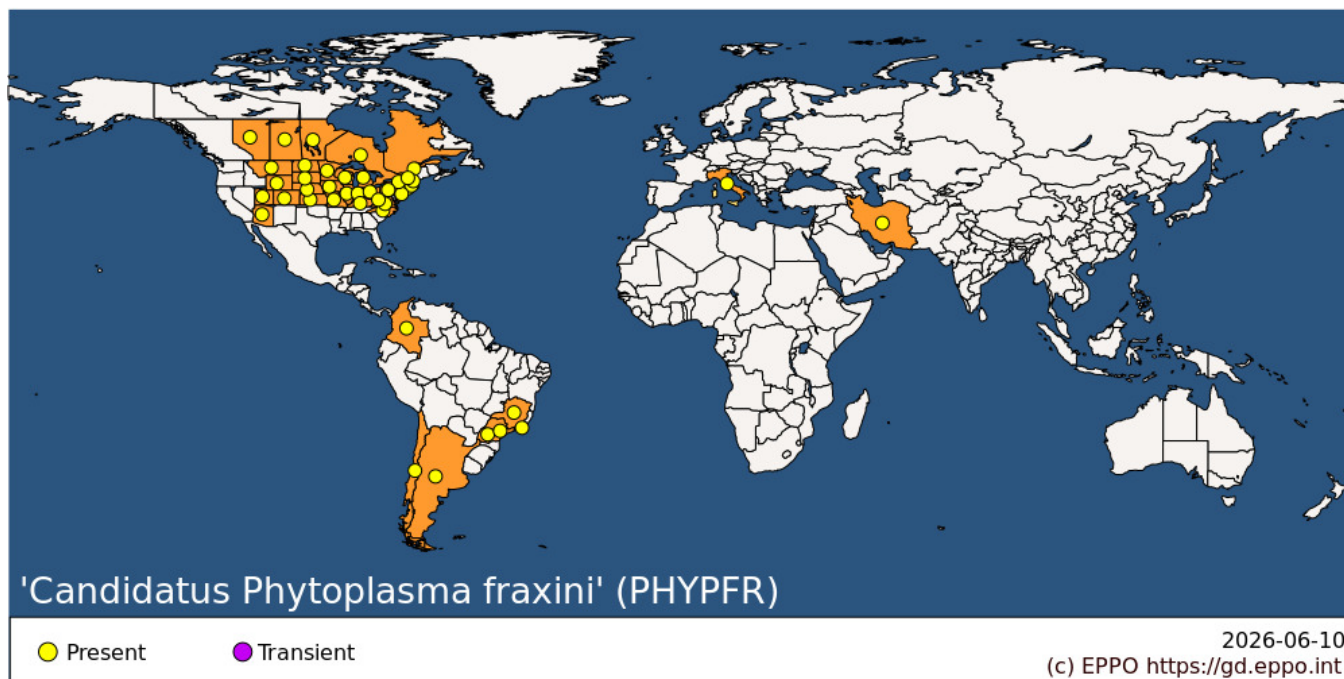 'Candidatus Phytoplasma fraxini' (PHYPFR)
Present
Transient
2026-06-10
(c) EPPO https://gd.eppo.int